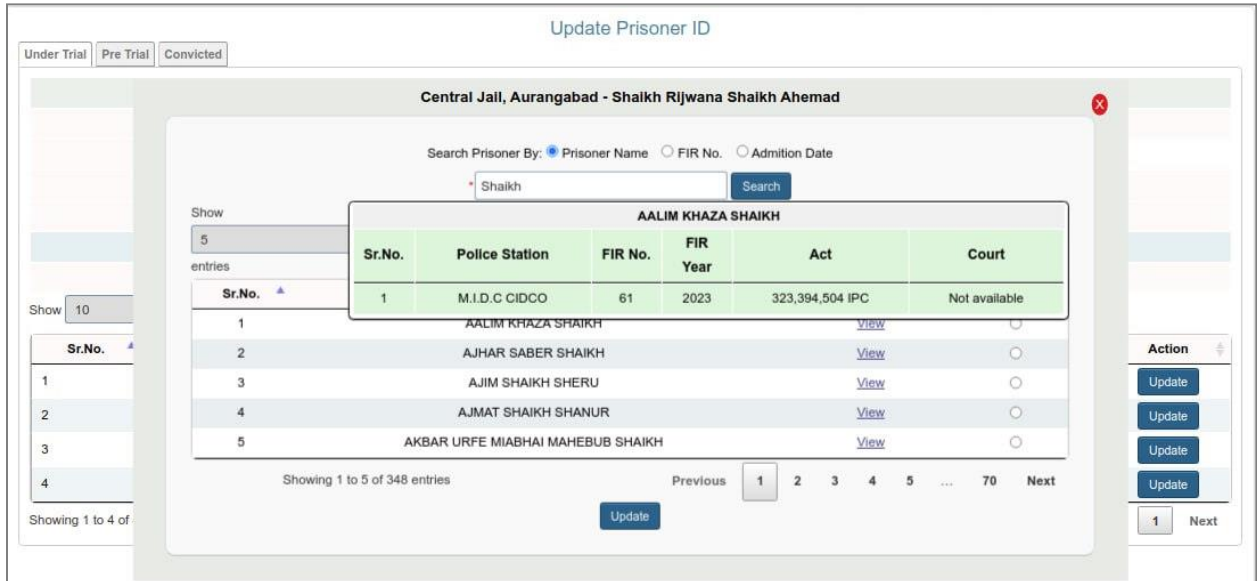 Update Prisoner ID
Under Trial Pre Trial Convicted
Central Jail, Aurangabad - Shaikh Rijwana Shaikh Ahemad
X
Search Prisoner By: Prisoner Name FIR No. Admition Date
* Shaikh Search
Show
5
entries
AALIM KHAZA SHAIKH
Sr.No. Police Station FIR No. FIR Year Act Court
1 M.I.D.C CIDCO 61 2023 323,394,504 IPC Not available
Sr.No.
1 AALIM KHAZA SHAIKH View
2 AJHAR SABER SHAIKH View
3 AJIM SHAIKH SHERU View
4 AJMAT SHAIKH SHANUR View
5 AKBAR URFE MIABHAI MAHEBUB SHAIKH View
Showing 1 to 5 of 348 entries Previous 1 2 3 4 5 ... 70 Next
Update
Show 10
Sr.No. Action
1 Update
2 Update
3 Update
4 Update
Showing 1 to 4 of 1 Next